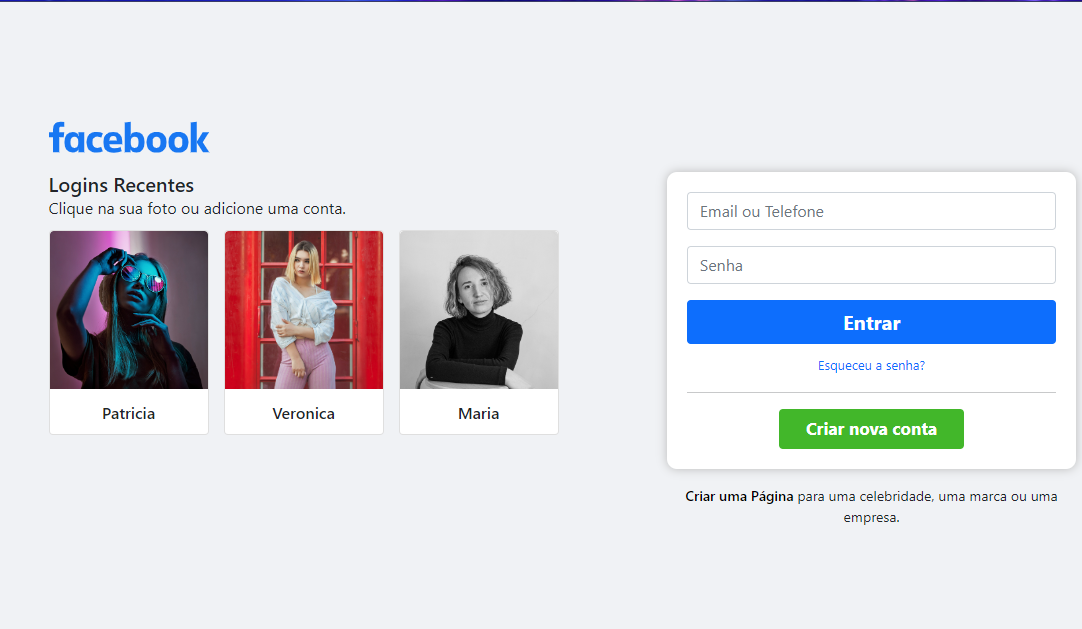 facebook
Logins Recentes
Clique na sua foto ou adicione uma conta.
Patricia
Veronica
Maria
Email ou Telefone
Senha
Entrar
Esqueceu a senha?
Criar nova conta
Criar uma Página para uma celebridade, uma marca ou uma
empresa.